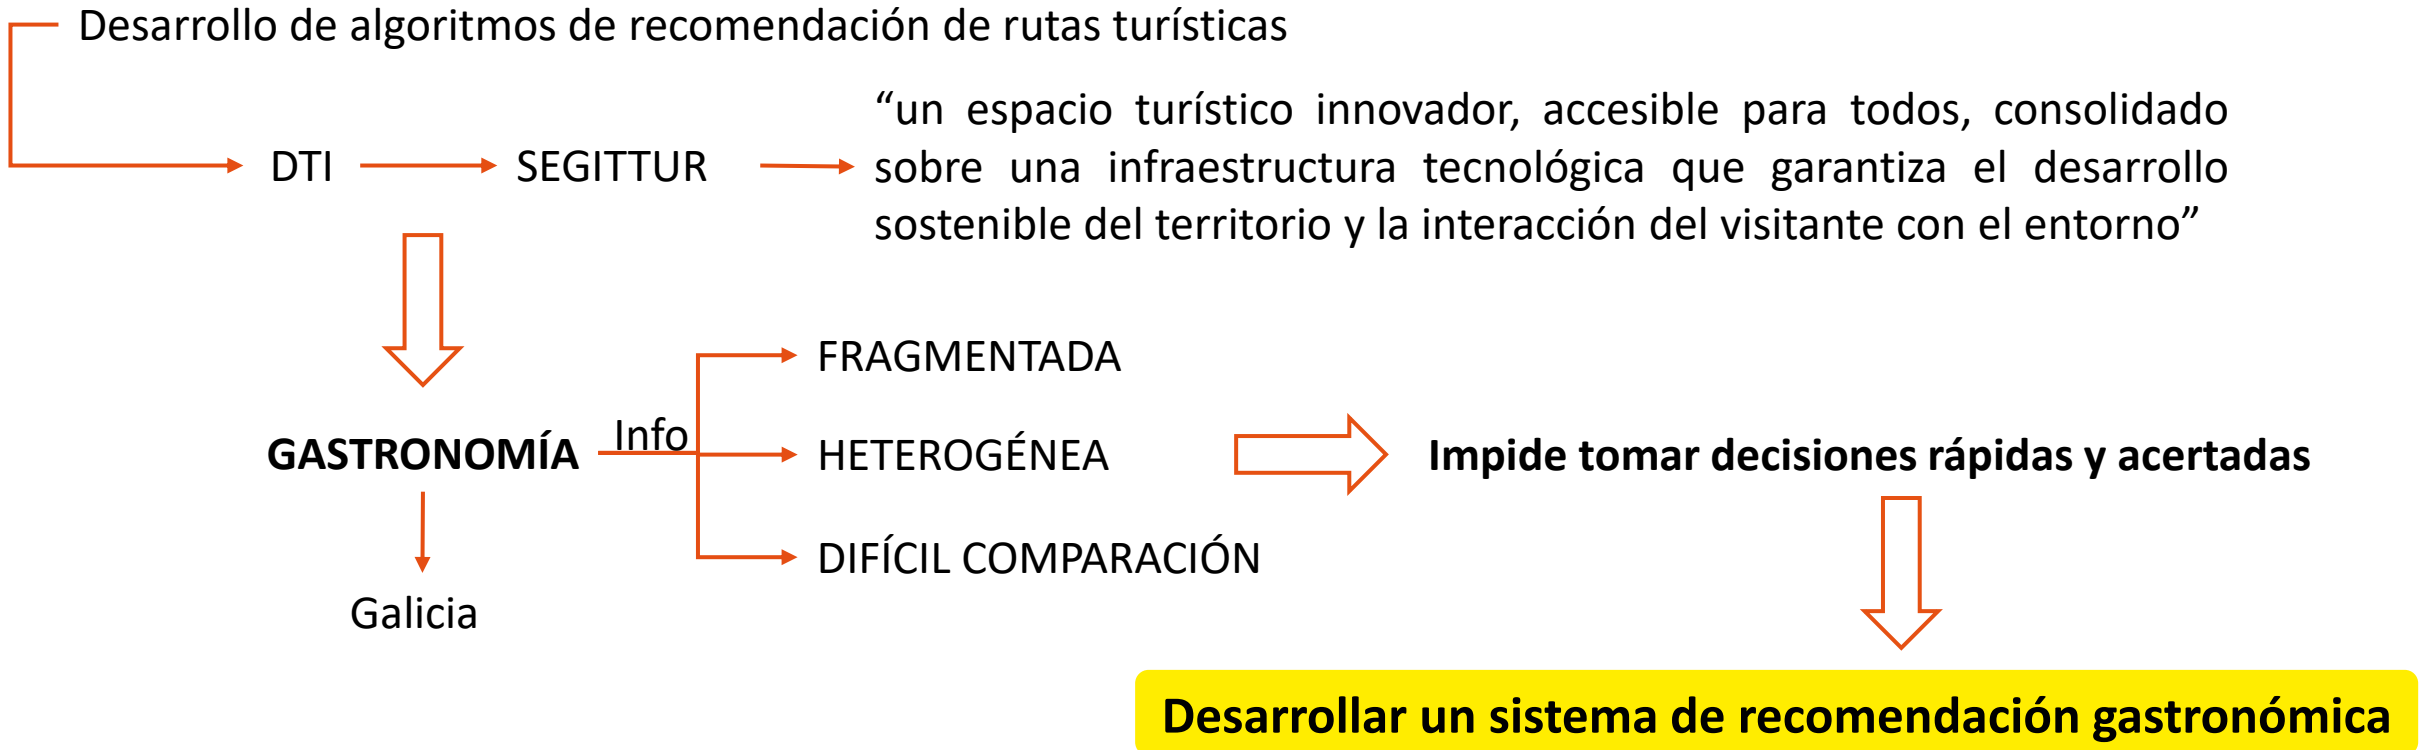 Desarrollo de algoritmos de recomendación de rutas turísticas
“un espacio turístico innovador, accesible para todos, consolidado
DTI
SEGITTUR
sobre una infraestructura tecnológica que garantiza el desarrollo
sostenible del territorio y la interacción del visitante con el entorno”
FRAGMENTADA
GASTRONOMÍA
Info
HETEROGÉNEA
Impide tomar decisiones rápidas y acertadas
DIFÍCIL COMPARACIÓN
Galicia
Desarrollar un sistema de recomendación gastronómica